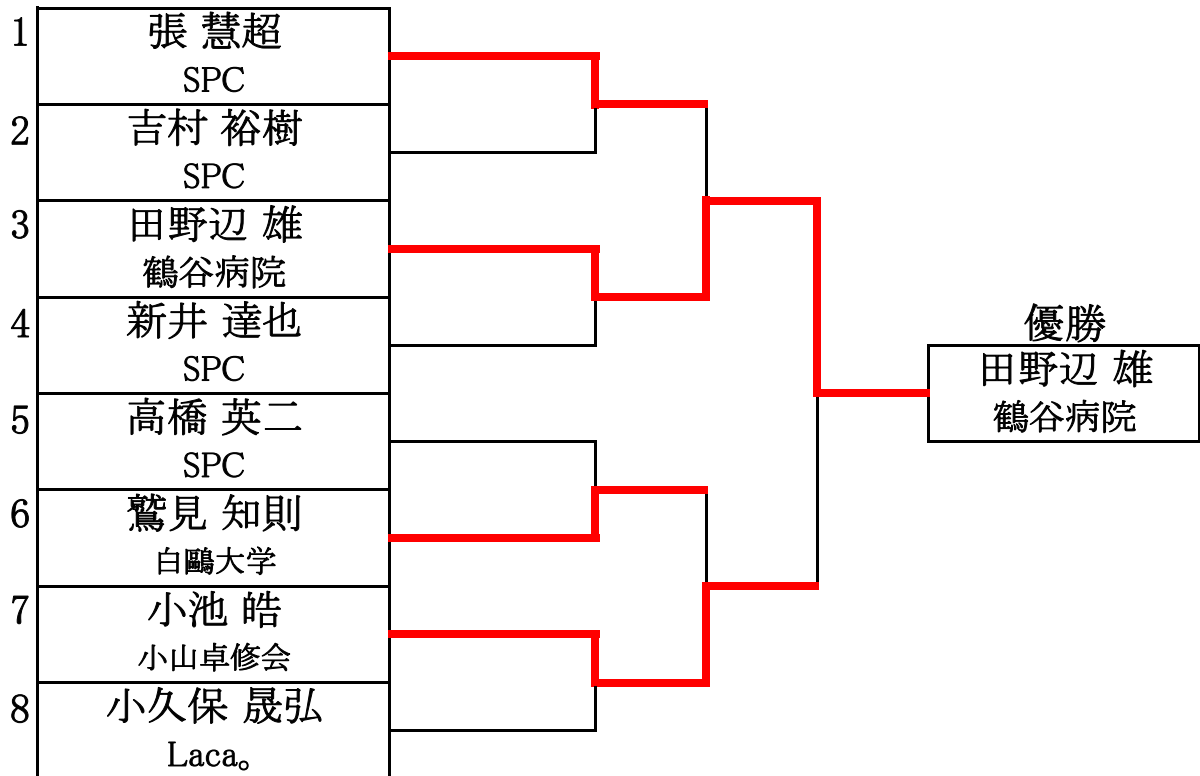 1
張 慧超
SPC
2
吉村 裕樹
SPC
3
田野辺 雄
鶴谷病院
4
新井 達也
SPC
5
高橋 英二
SPC
6
鷲見 知則
白鷗大学
7
小池 皓
小山卓修会
8
小久保 晟弘
Laca。
優勝
田野辺 雄
鶴谷病院